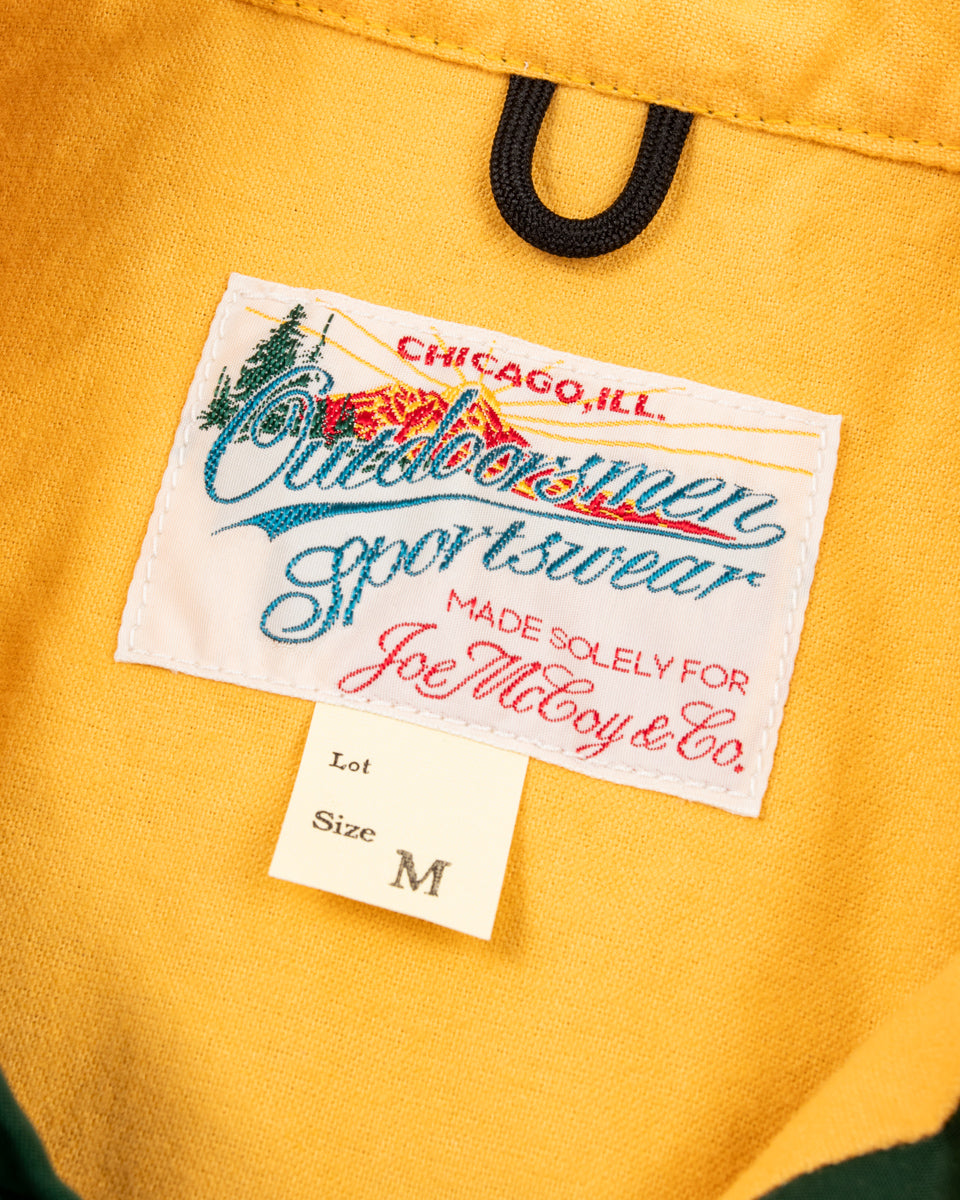 CHICAGO, ILL.
Outdoorsmen
Sportswear
MADE SOLELY FOR
Joe McCoy & Co.
Lot
Size
M